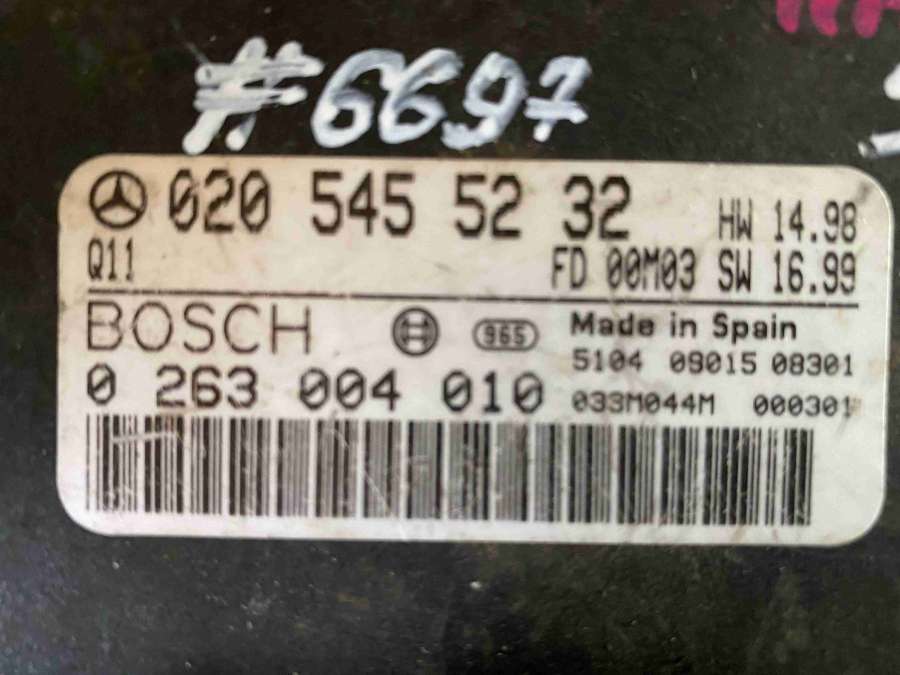 #6697
020 545 52 32 HW 14.98
Q11 FD 00M03 SW 16.99
BOSCH 965 Made in Spain
5104 09015 08301
0 263 004 010 033M044M 000301